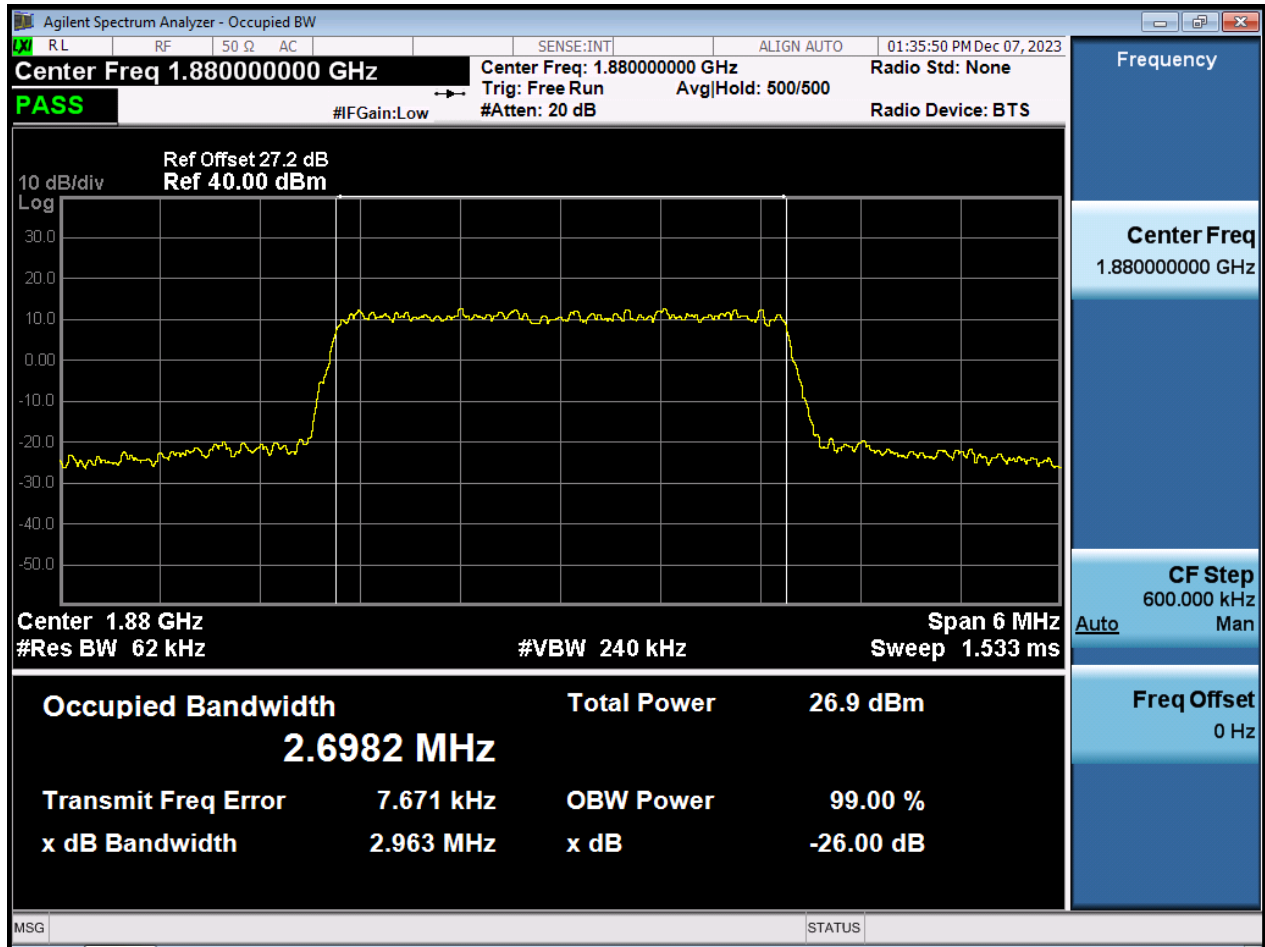 Agilent Spectrum Analyzer - Occupied BW
LXI RL RF 50 Ω AC SENSE:INT ALIGN AUTO 01:35:50 PM Dec 07, 2023
Center Freq 1.880000000 GHz
PASS
#IFGain:Low
Center Freq: 1.880000000 GHz
Trig: Free Run Avg|Hold: 500/500
#Atten: 20 dB
Radio Std: None
Radio Device: BTS
Ref Offset 27.2 dB
10 dB/div Ref 40.00 dBm
Log
30.0
20.0
10.0
0.00
-10.0
-20.0
-30.0
-40.0
-50.0
Center 1.88 GHz Span 6 MHz
#Res BW 62 kHz #VBW 240 kHz Sweep 1.533 ms
Occupied Bandwidth Total Power 26.9 dBm
2.6982 MHz
Transmit Freq Error 7.671 kHz OBW Power 99.00 %
x dB Bandwidth 2.963 MHz x dB -26.00 dB
Frequency
Center Freq
1.880000000 GHz
CF Step
600.000 kHz
Auto Man
Freq Offset
0 Hz
MSG STATUS